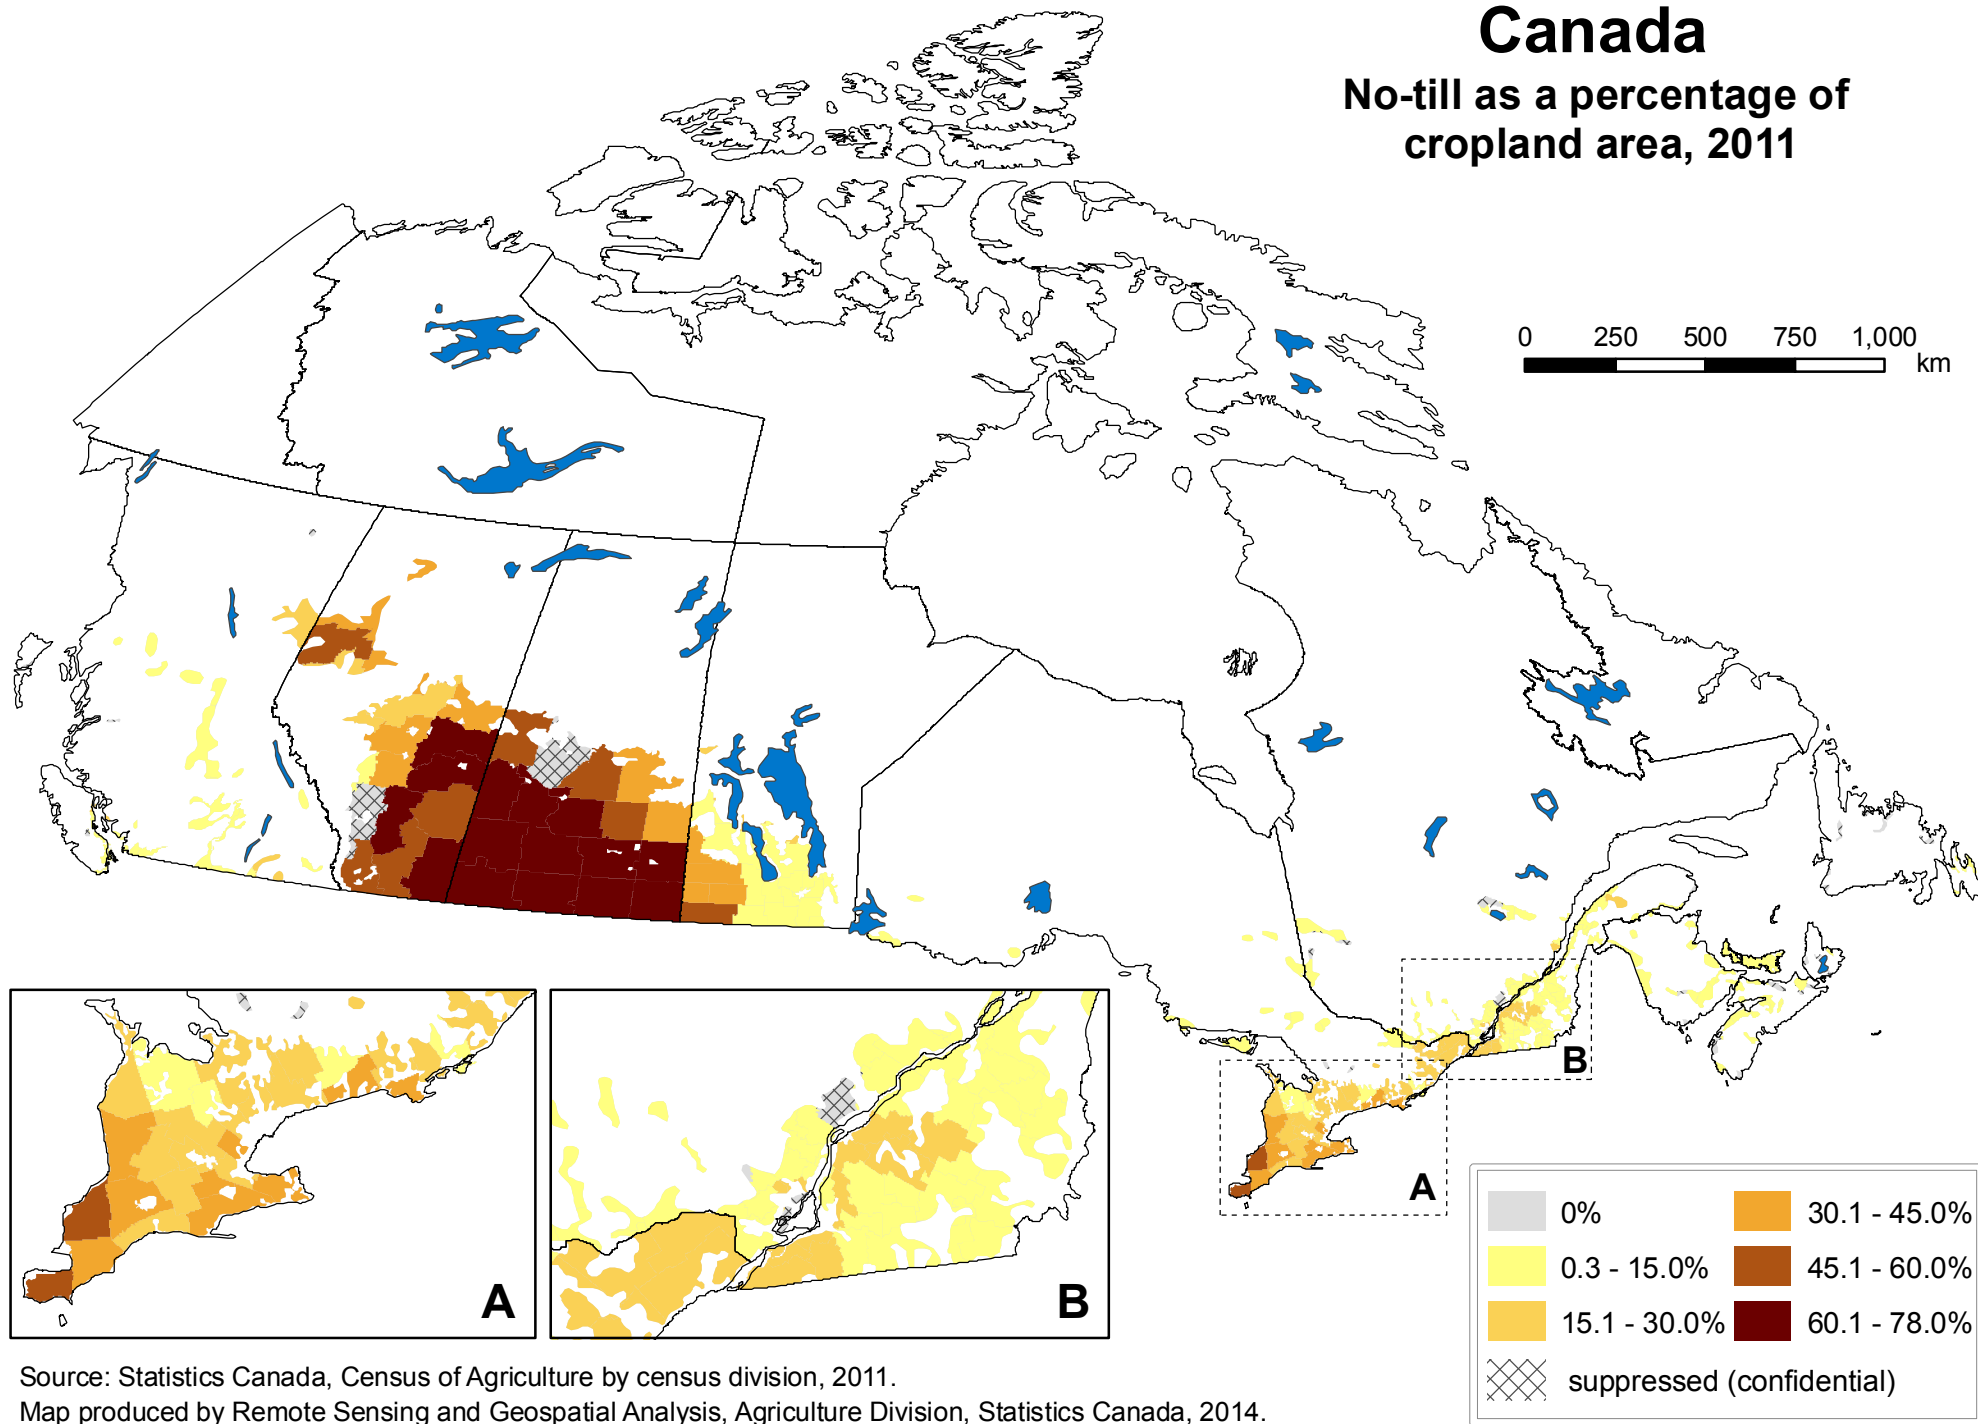 Canada
No-till as a percentage of
cropland area, 2011
0 250 500 750 1,000
km
B
A
A
B
0%
0.3 - 15.0%
15.1 - 30.0%
30.1 - 45.0%
45.1 - 60.0%
60.1 - 78.0%
suppressed (confidential)
Source: Statistics Canada, Census of Agriculture by census division, 2011.
Map produced by Remote Sensing and Geospatial Analysis, Agriculture Division, Statistics Canada, 2014.